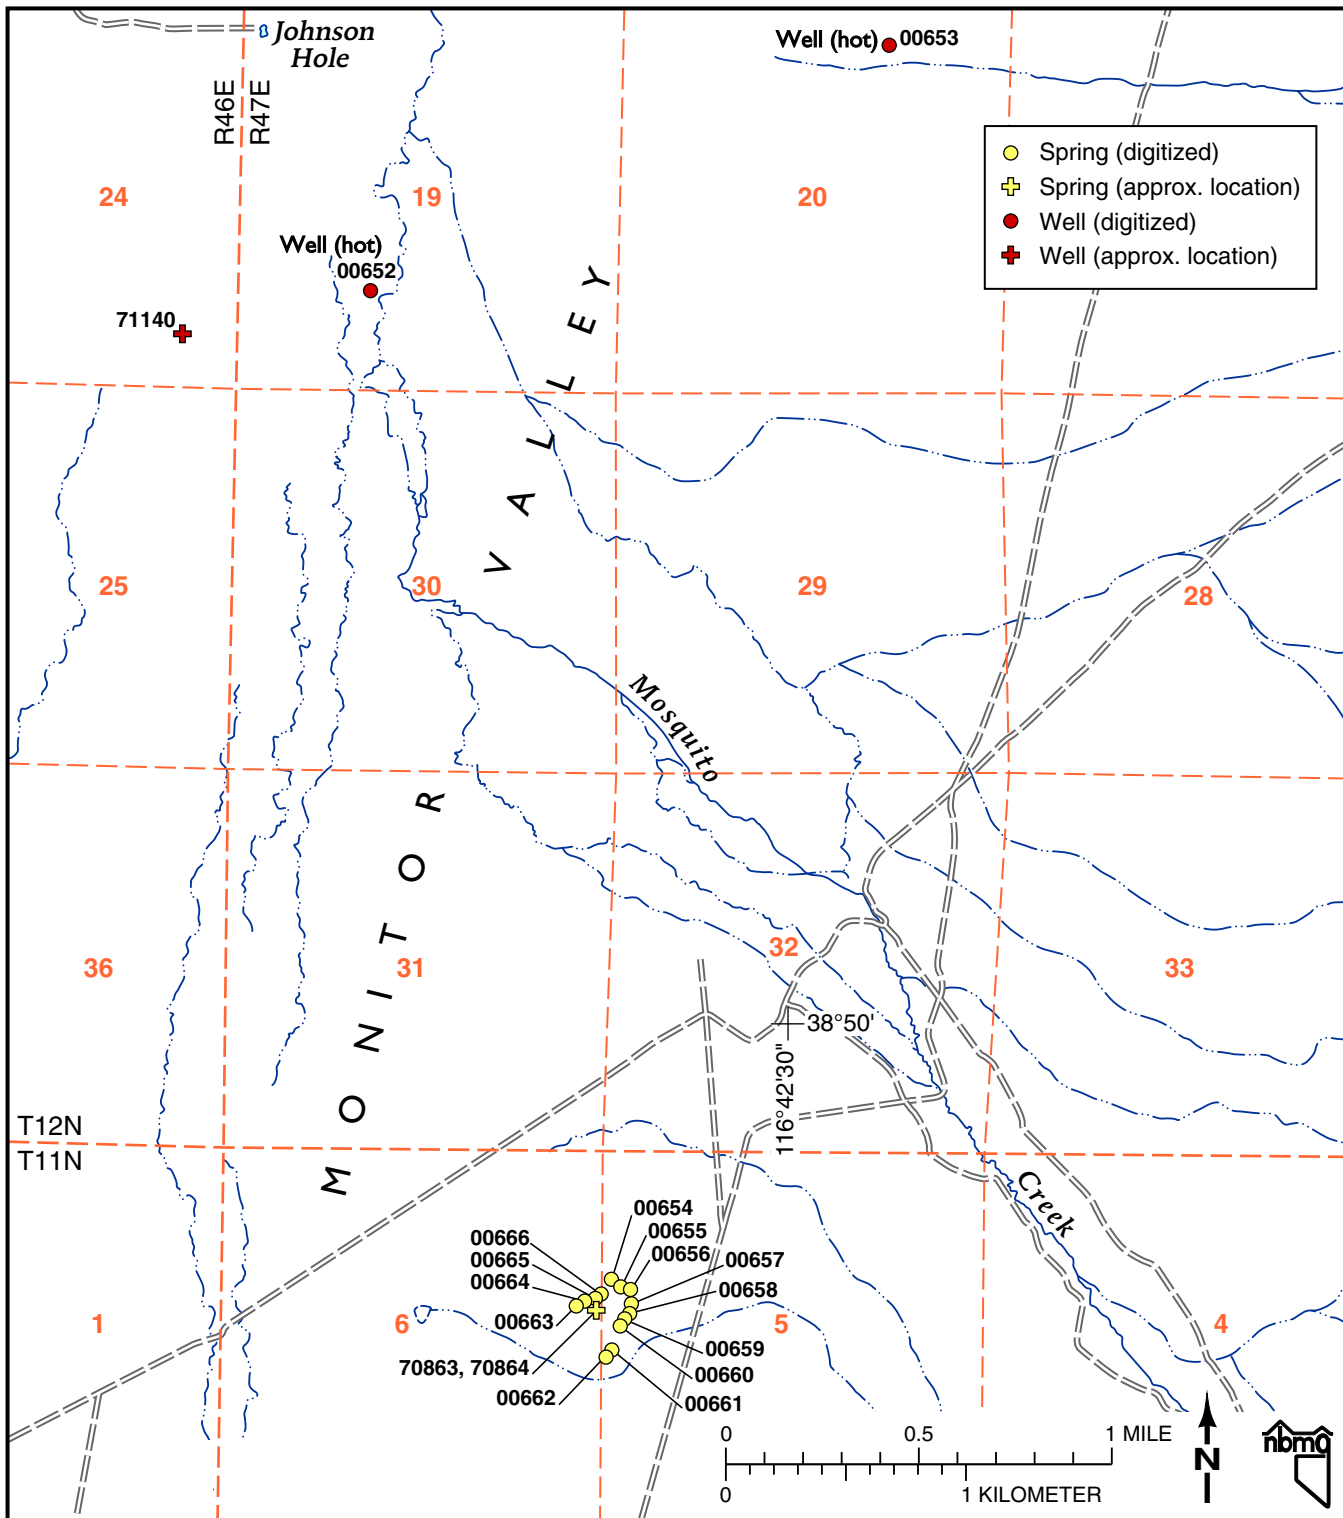 Johnson
Hole
Well (hot) 00653
R46E
R47E
Spring (digitized)
Spring (approx. location)
Well (digitized)
Well (approx. location)
24
19
20
Well (hot)
00652
71140
VALLEY
25
30
29
28
Mosquito
MONITOR
36
31
32
33
38°50'
116°42'30"
T12N
T11N
Creek
00654
00655
00656
00657
00658
00666
00665
00664
00663
70863, 70864
00662
00659
00660
00661
1
6
5
4
0 0.5 1 MILE
0 1 KILOMETER
N
nbmg